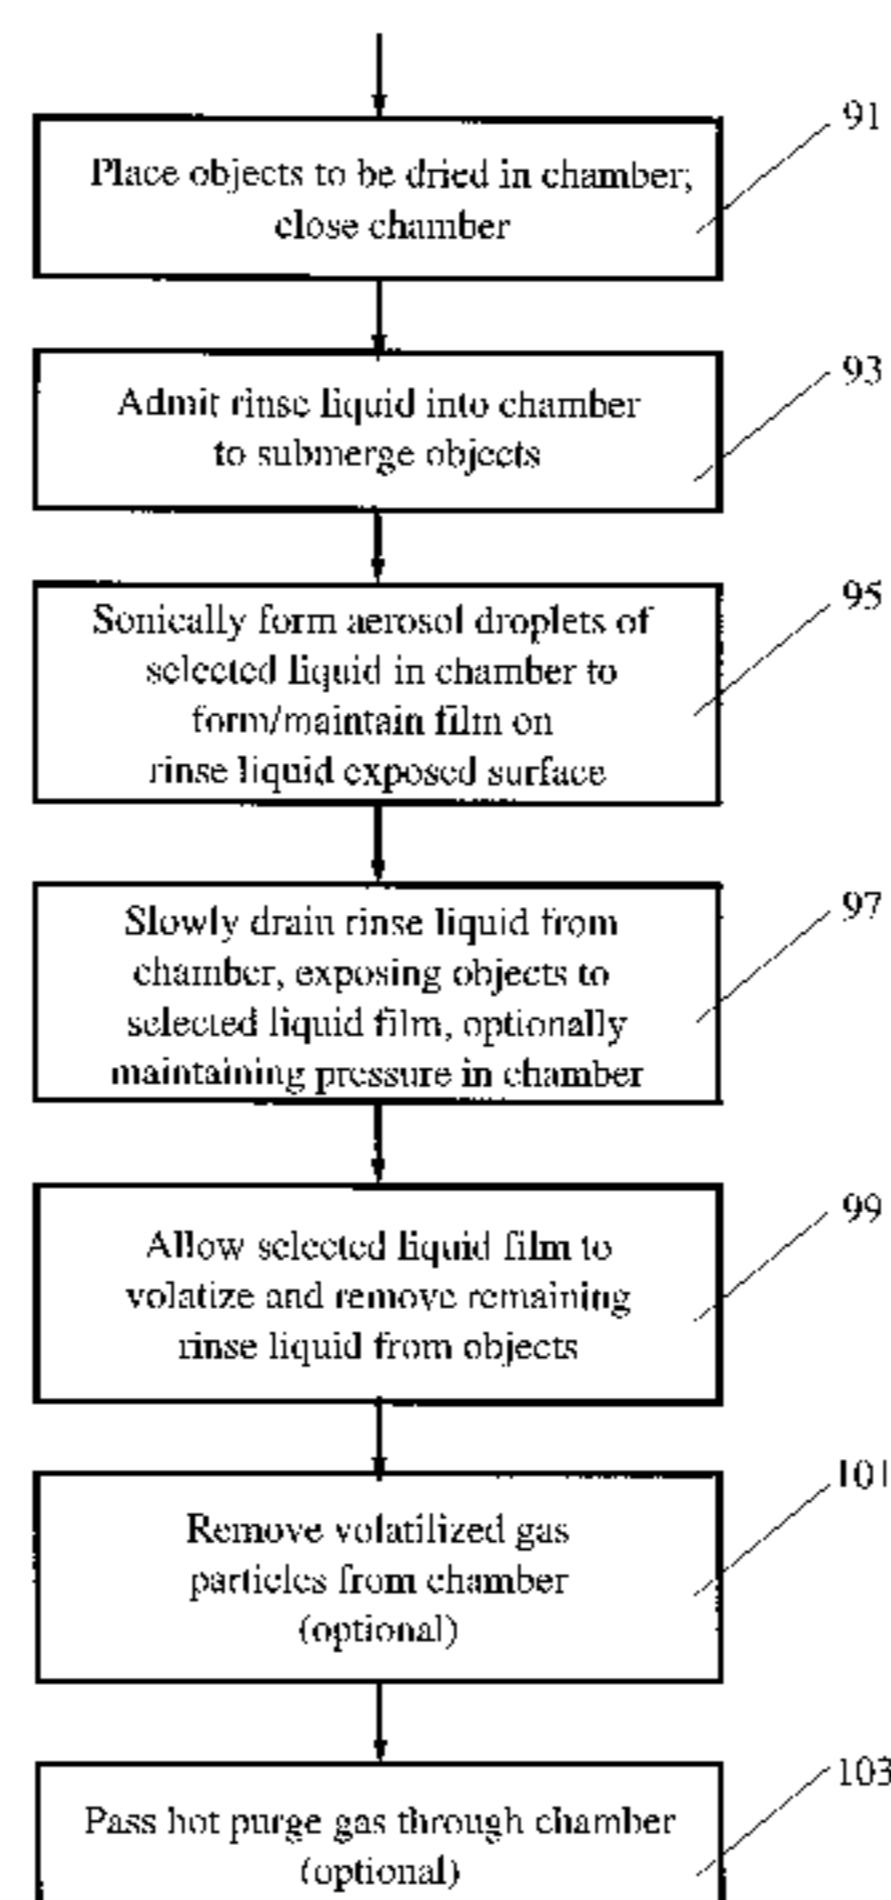 91
Place objects to be dried in chamber;
close chamber
93
Admit rinse liquid into chamber
to submerge objects
95
Sonically form aerosol droplets of
selected liquid in chamber to
form/maintain film on
rinse liquid exposed surface
97
Slowly drain rinse liquid from
chamber, exposing objects to
selected liquid film, optionally
maintaining pressure in chamber
99
Allow selected liquid film to
volatize and remove remaining
rinse liquid from objects
101
Remove volatilized gas
particles from chamber
(optional)
103
Pass hot purge gas through chamber
(optional)